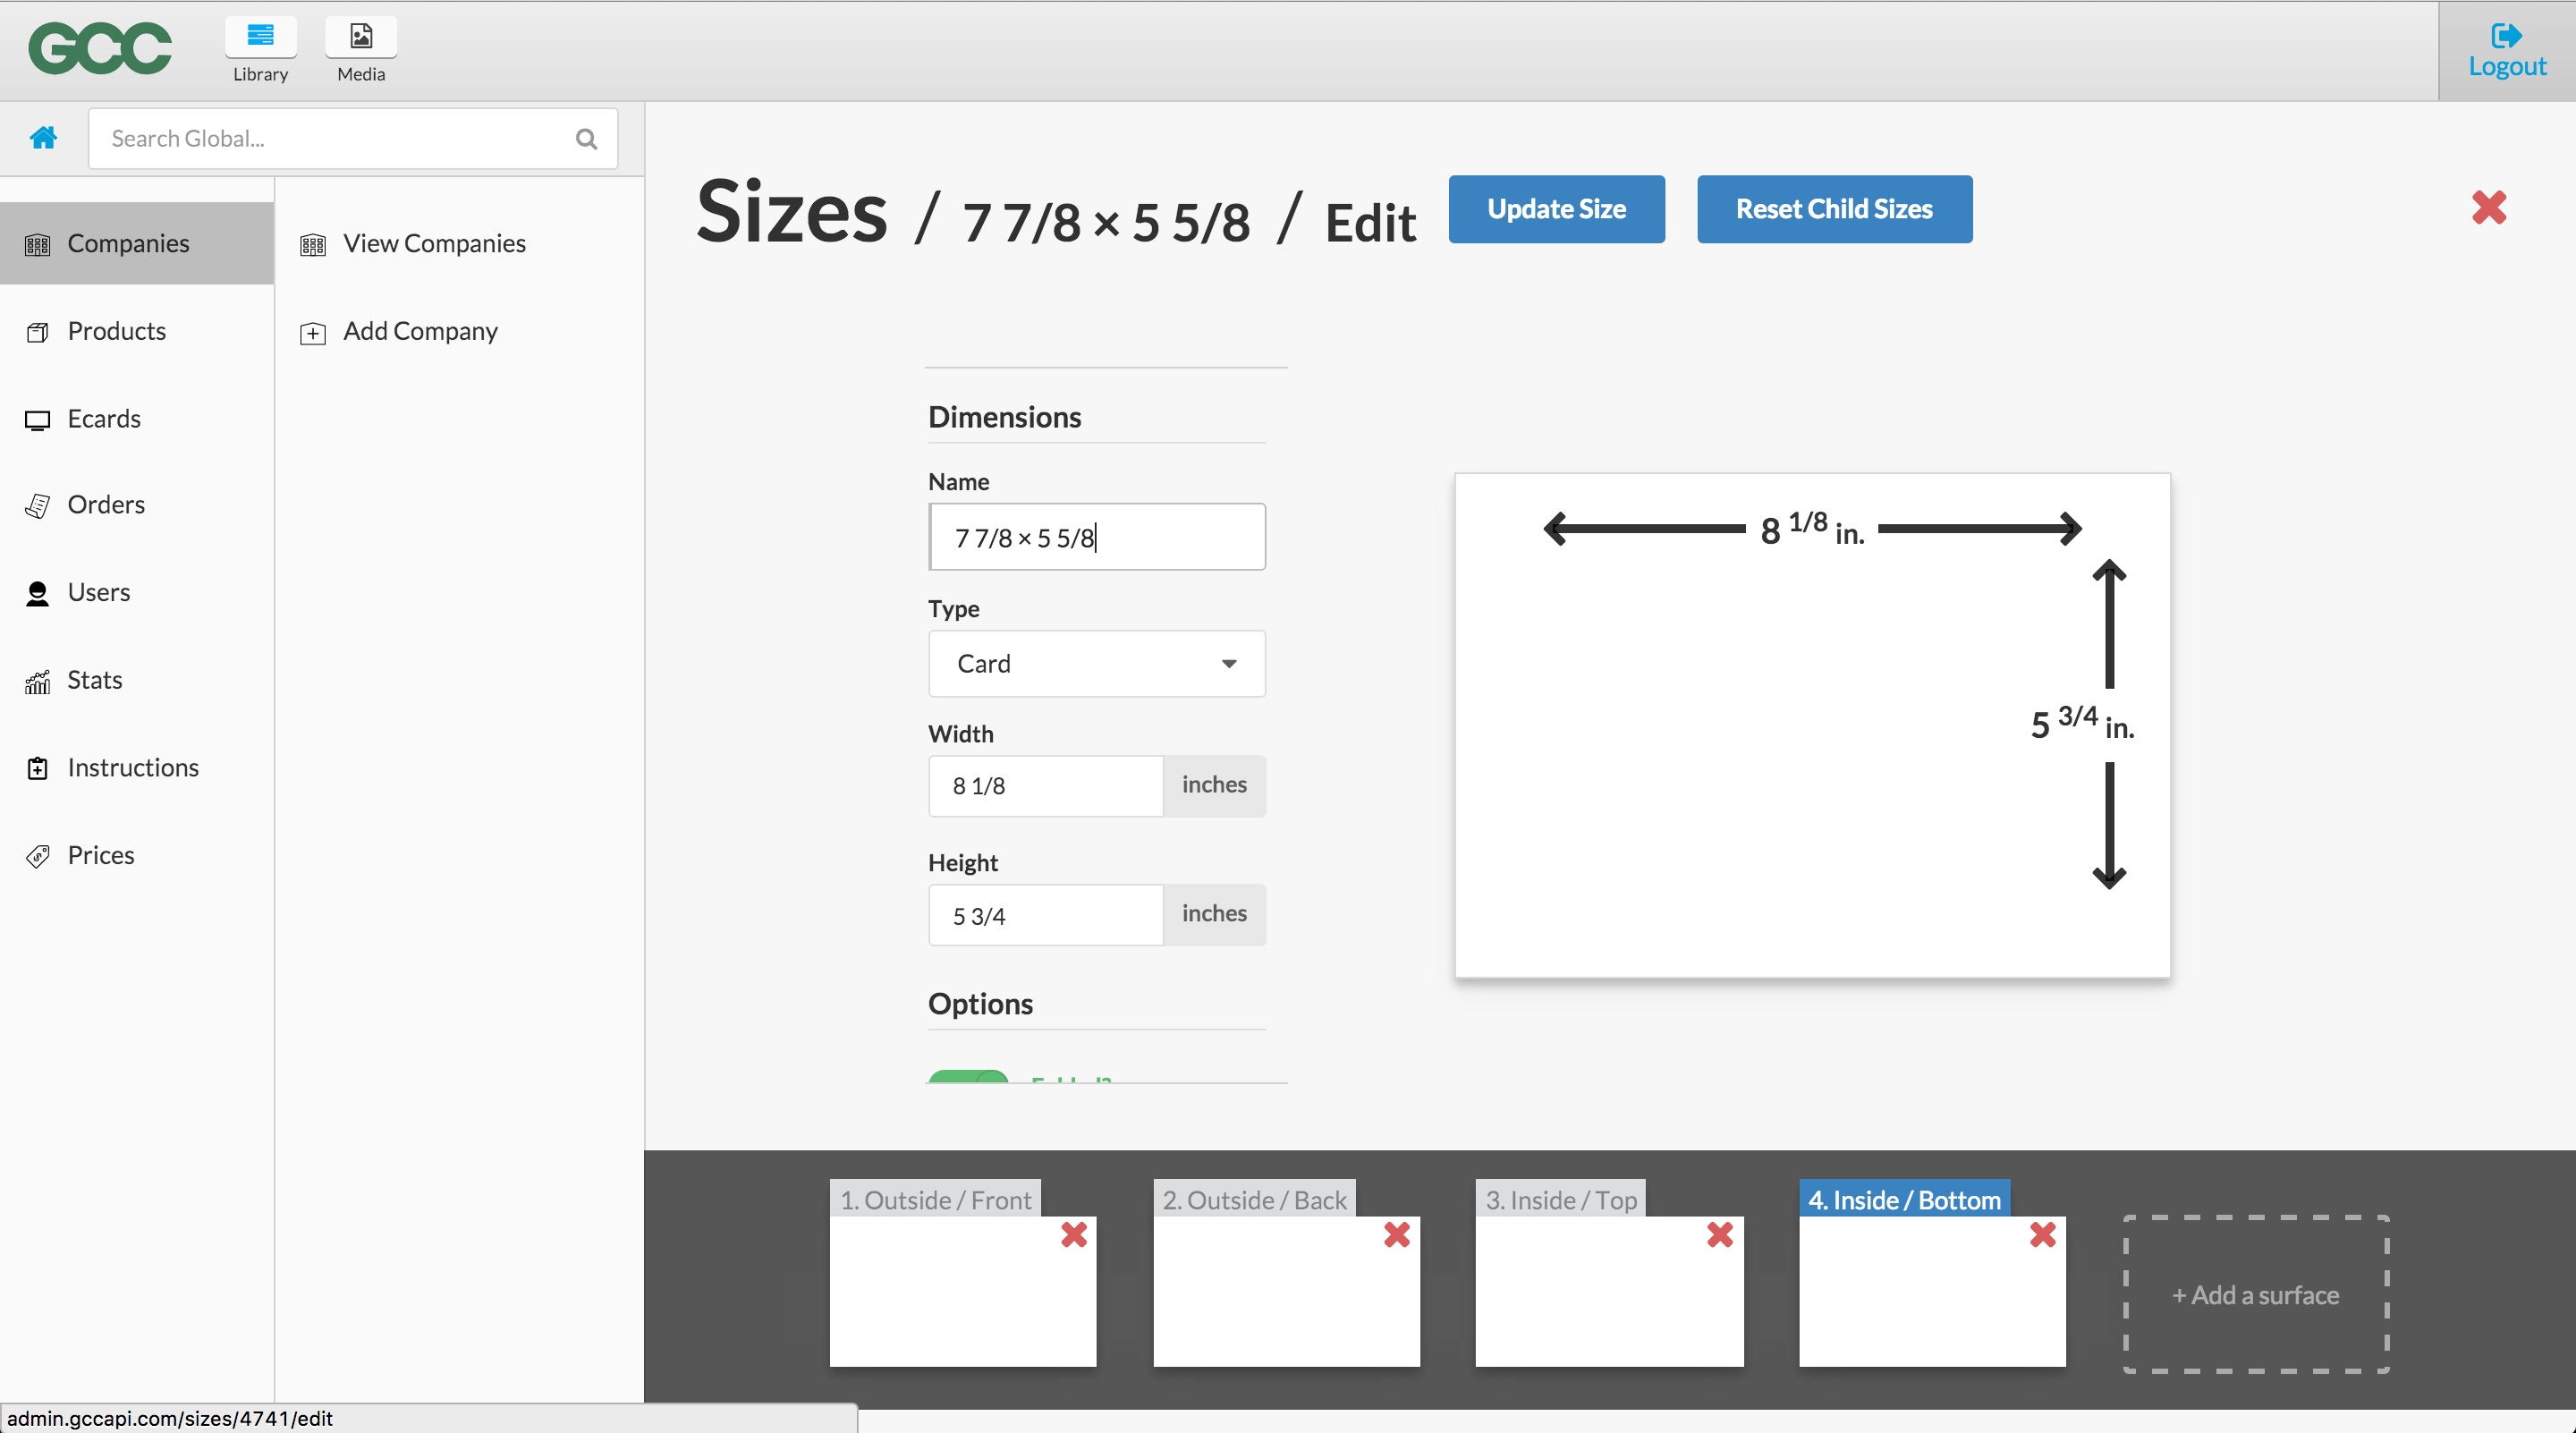 GCC
Library
Media
Logout
Search Global...
Companies
Products
Ecards
Orders
Users
Stats
Instructions
Prices
View Companies
Add Company
Sizes / 7 7/8 × 5 5/8 / Edit
Update Size
Reset Child Sizes
Dimensions
Name
7 7/8 × 5 5/8
Type
Card
Width
8 1/8 inches
Height
5 3/4 inches
Options
8 1/8 in.
5 3/4 in.
1. Outside / Front
2. Outside / Back
3. Inside / Top
4. Inside / Bottom
+ Add a surface
admin.gccapi.com/sizes/4741/edit